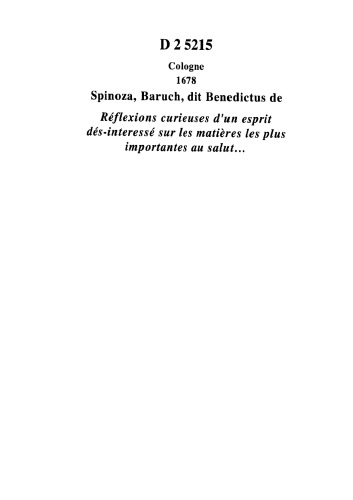 D 2 5215
Cologne
1678
Spinoza, Baruch, dit Benedictus de
Réflexions curieuses d'un esprit
dés-interessé sur les matières les plus
importantes au salut...